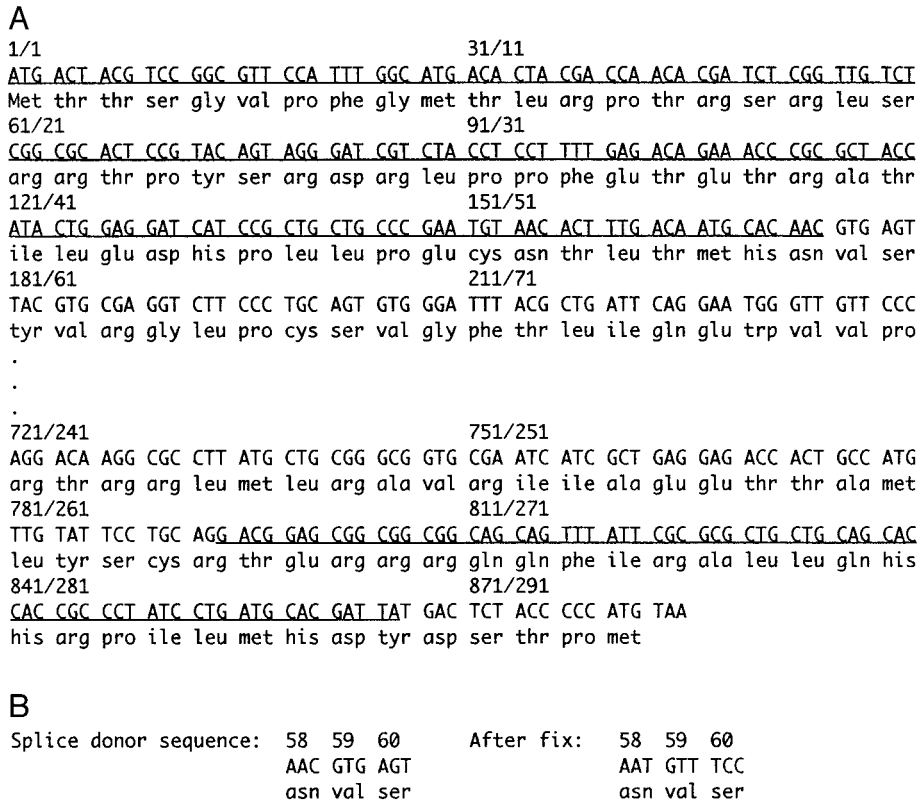 A
1/1 31/11
ATG ACT ACG TCC GGC GTT CCA TTT GGC ATG ACA CTA CGA CCA ACA CGA TCT CGG TTG TCT
Met thr thr ser gly val pro phe gly met thr leu arg pro thr arg ser arg leu ser
61/21 91/31
CGG CGC ACT CCG TAC AGT AGG GAT CGT CTA CCT CCT TTT GAG ACA GAA ACC CGC GCT ACC
arg arg thr pro tyr ser arg asp arg leu pro pro phe glu thr glu thr arg ala thr
121/41 151/51
ATA CTG GAG GAT CAT CCG CTG CTG CCC GAA TGT AAC ACT TTG ACA ATG CAC AAC GTG AGT
ile leu glu asp his pro leu leu pro glu cys asn thr leu thr met his asn val ser
181/61 211/71
TAC GTG CGA GGT CTT CCC TGC AGT GTG GGA TTT ACG CTG ATT CAG GAA TGG GTT GTT CCC
tyr val arg gly leu pro cys ser val gly phe thr leu ile gln glu trp val val pro
.
.
.
721/241 751/251
AGG ACA AGG CGC CTT ATG CTG CGG GCG GTG CGA ATC ATC GCT GAG GAG ACC ACT GCC ATG
arg thr arg arg leu met leu arg ala val arg ile ile ala glu glu thr thr ala met
781/261 811/271
TTG TAT TCC TGC AGG ACG GAG CGG CGG CGG CAG CAG TTT ATT CGC GCG CTG CTG CAG CAC
leu tyr ser cys arg thr glu arg arg arg gln gln phe ile arg ala leu leu gln his
841/281 871/291
CAC CGC CCT ATC CTG ATG CAC GAT TAT GAC TCT ACC CCC ATG TAA
his arg pro ile leu met his asp tyr asp ser thr pro met
B
Splice donor sequence: 58 59 60 After fix: 58 59 60
AAC GTG AGT AAT GTT TCC
asn val ser asn val ser